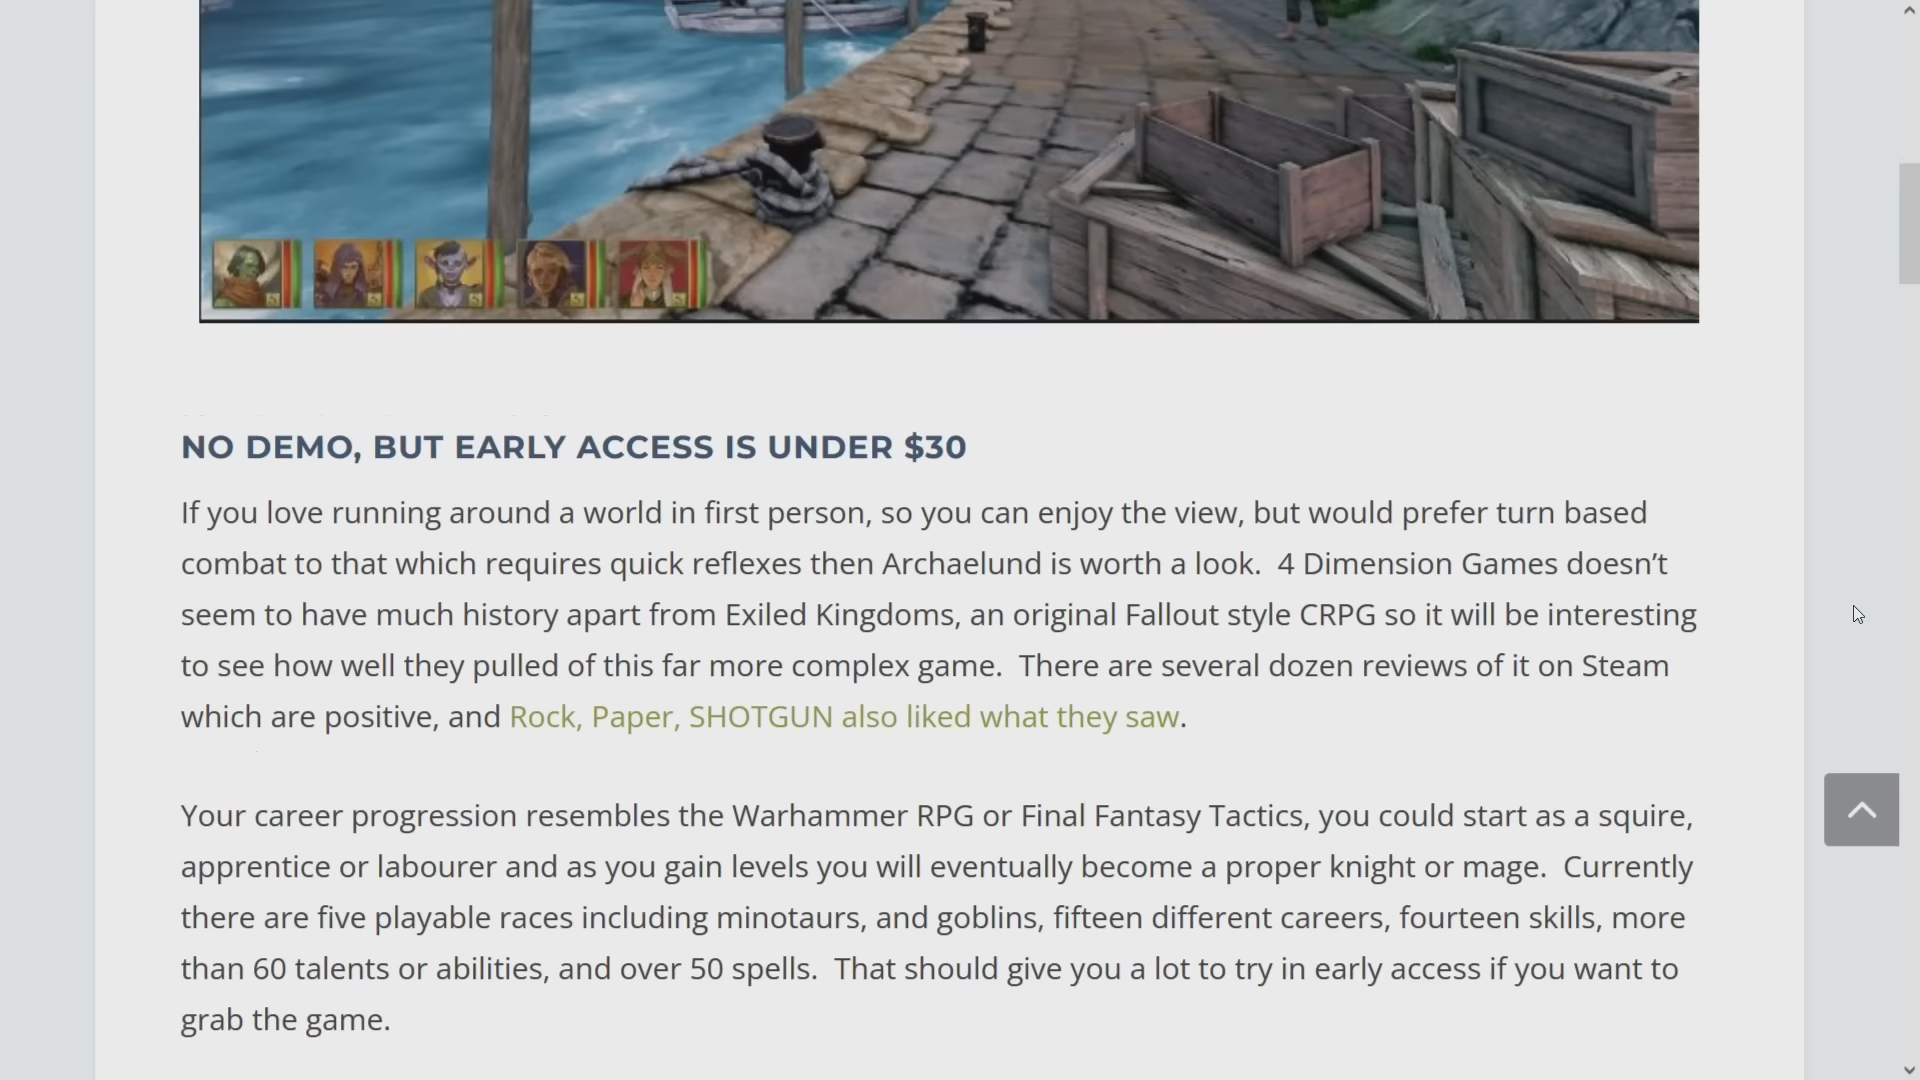 NO DEMO, BUT EARLY ACCESS IS UNDER $30
If you love running around a world in first person, so you can enjoy the view, but would prefer turn based
combat to that which requires quick reflexes then Archaelund is worth a look.  4 Dimension Games doesn’t
seem to have much history apart from Exiled Kingdoms, an original Fallout style CRPG so it will be interesting
to see how well they pulled of this far more complex game.  There are several dozen reviews of it on Steam
which are positive, and Rock, Paper, SHOTGUN also liked what they saw.
Your career progression resembles the Warhammer RPG or Final Fantasy Tactics, you could start as a squire,
apprentice or labourer and as you gain levels you will eventually become a proper knight or mage.  Currently
there are five playable races including minotaurs, and goblins, fifteen different careers, fourteen skills, more
than 60 talents or abilities, and over 50 spells.  That should give you a lot to try in early access if you want to
grab the game.